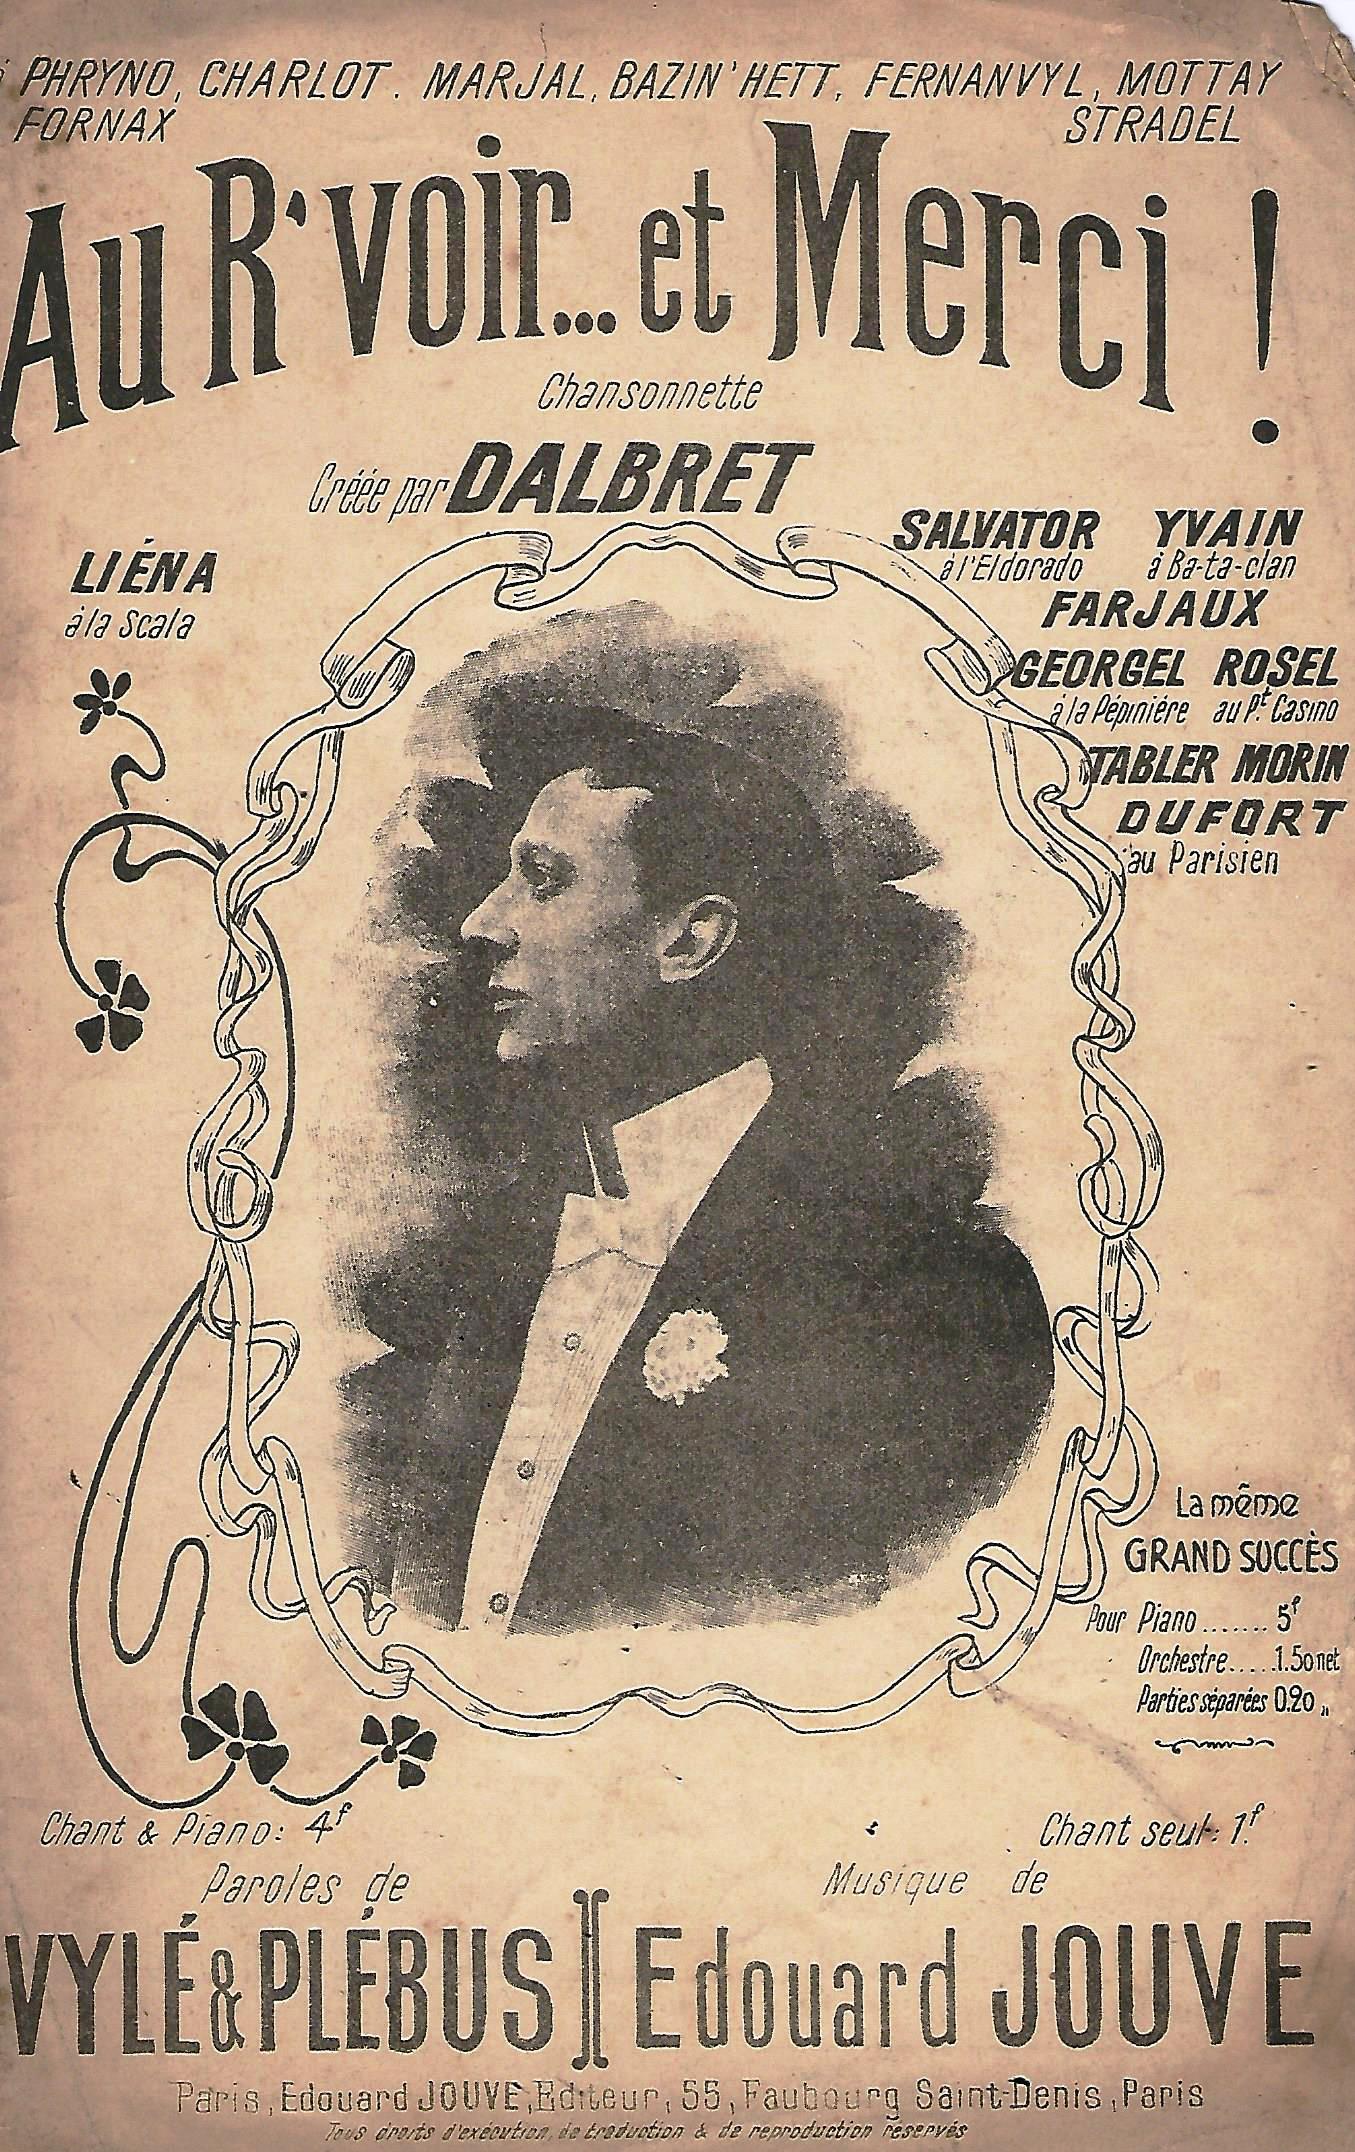 à PHRYNO, CHARLOT. MARJAL, BAZIN'HETT, FERNANVYL, MOTTAY
FORNAX STRADEL
Au R'voir... et Merci !
Chansonnette
Créée par DALBRET
LIÉNA
à la Scala
SALVATOR YVAIN
à l'Eldorado à Ba-ta-clan
FARJAUX
GEORGEL ROSEL
à la Pépiniére au Pt. Casino
TABLER MORIN
DUFORT
au Parisien
La même
GRAND SUCCÈS
Pour Piano ....... 5f
Orchestre.....1.50 net
Parties séparées 0.20 „
Chant & Piano: 4f
Chant seul: 1f.
Paroles de
VYLÉ & PLÉBUS
Musique de
Edouard JOUVE
Paris, Edouard JOUVE, Editeur, 55, Faubourg Saint-Denis, Paris
Tous droits d'exécution, de traduction & de reproduction réservés